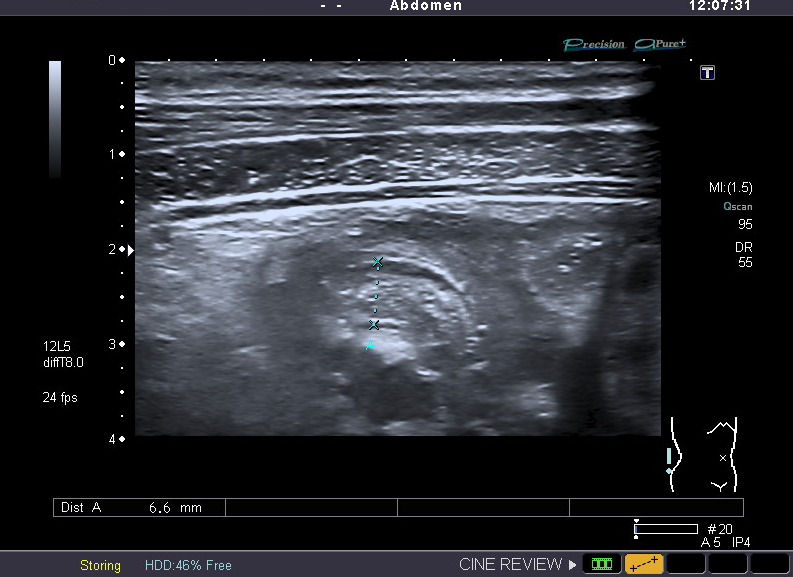 - -   Abdomen   12:07:31
Precision APure+
T
0
1
2
3
4
MI:(1.5)
Qscan
95
DR
55
12L5
diffT8.0
24 fps
A
Dist A   6.6 mm
#20
A 5 IP4
Storing   HDD:46% Free   CINE REVIEW